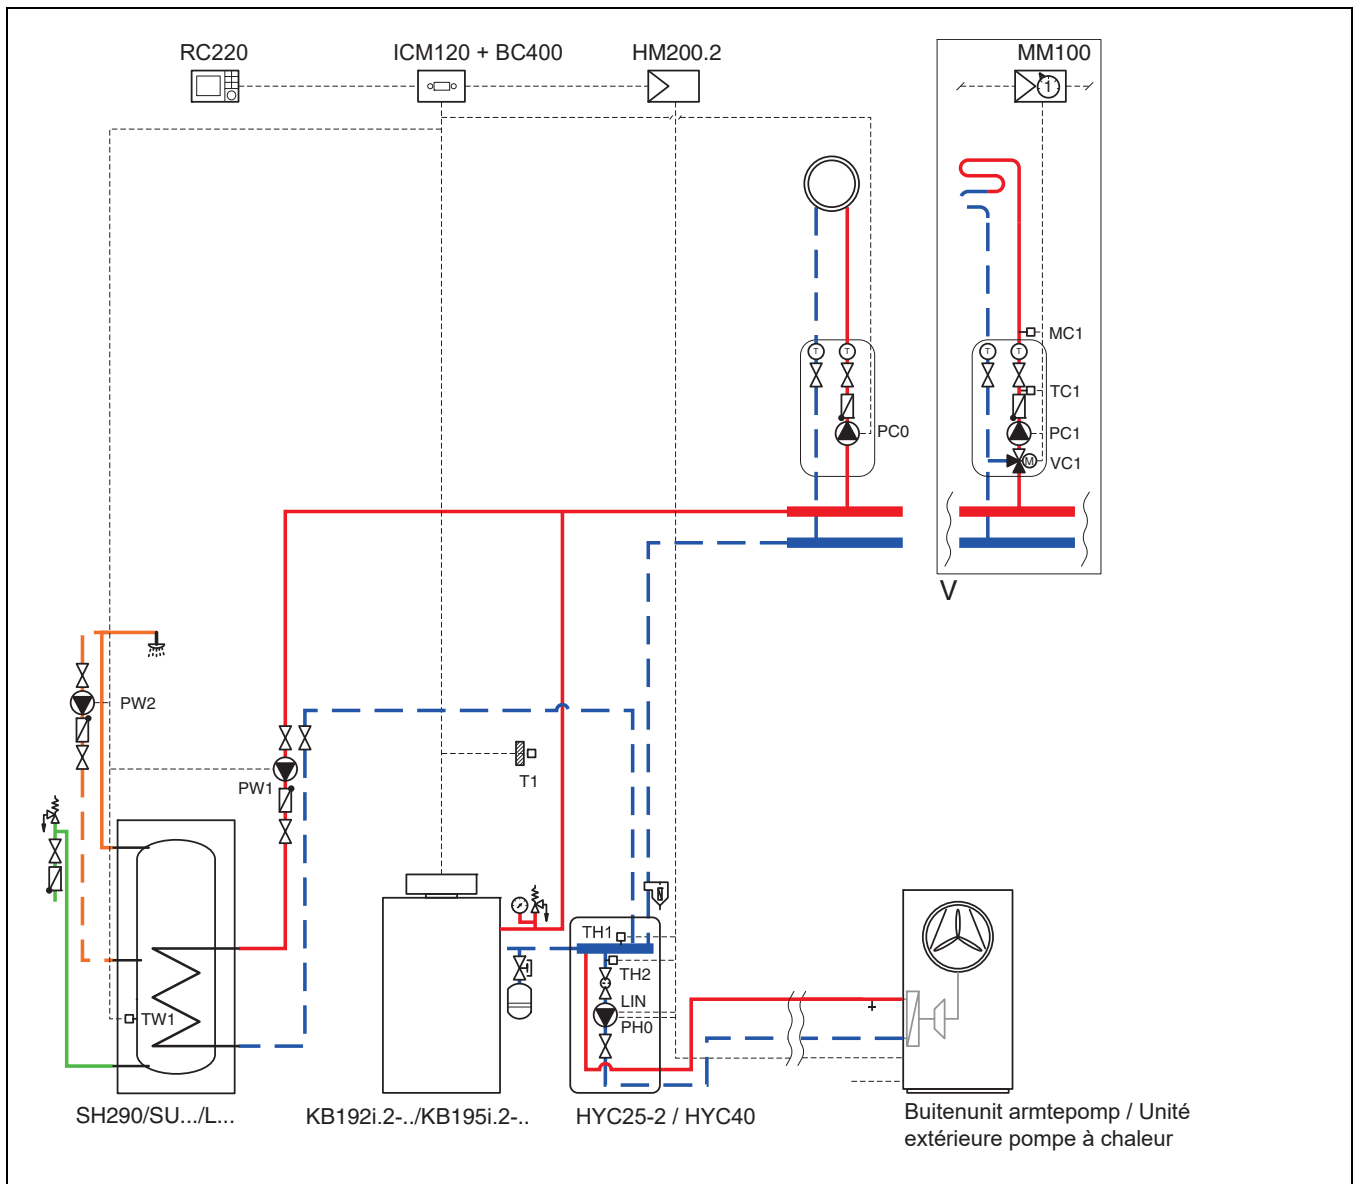 RC220
ICM120 + BC400
HM200.2
MM100
1
MC1
T
T
T
T
TC1
PC0
PC1
M
VC1
V
PW2
T1
PW1
TH1
TH2
LIN
PH0
+
TW1
SH290/SU.../L...
KB192i.2-../KB195i.2-..
HYC25-2 / HYC40
Buitenunit armtepomp / Unité
extérieure pompe à chaleur